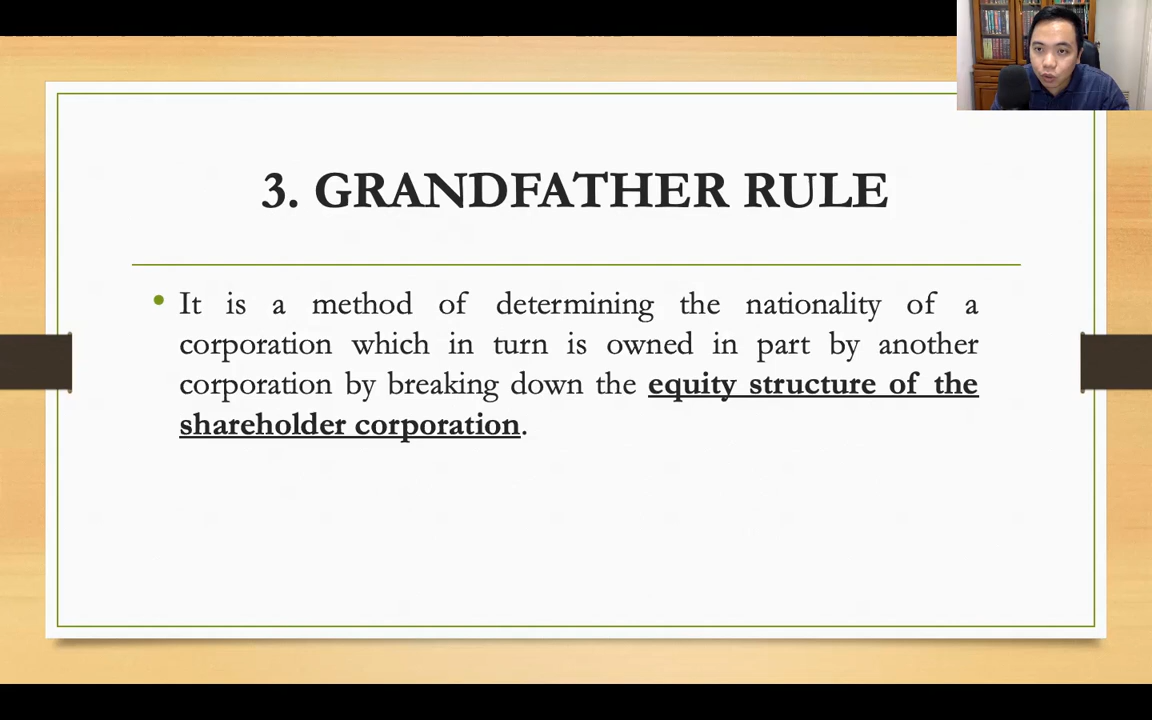 3. GRANDFATHER RULE
• It is a method of determining the nationality of a
corporation which in turn is owned in part by another
corporation by breaking down the equity structure of the
shareholder corporation.